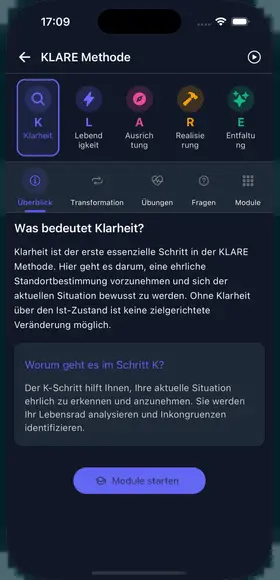 17:09
KLARE Methode
K L A R E
Klarheit Lebend Ausrich Realisie Entfaltu
igkeit tung rung ng
Überblick Transformation Übungen Fragen Module
Was bedeutet Klarheit?
Klarheit ist der erste essenzielle Schritt in der KLARE
Methode. Hier geht es darum, eine ehrliche
Standortbestimmung vorzunehmen und sich der
aktuellen Situation bewusst zu werden. Ohne Klarheit
über den Ist-Zustand ist keine zielgerichtete
Veränderung möglich.
Worum geht es im Schritt K?
Der K-Schritt hilft Ihnen, Ihre aktuelle Situation
ehrlich zu erkennen und anzunehmen. Sie werden
Ihr Lebensrad analysieren und Inkongruenzen
identifizieren.
Module starten